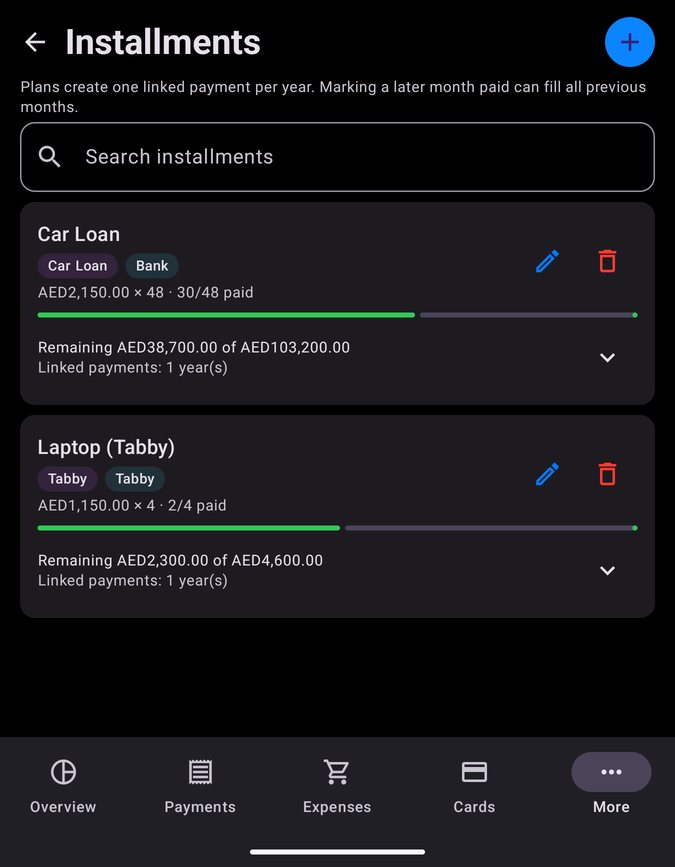 Installments
Plans create one linked payment per year. Marking a later month paid can fill all previous
months.
Search installments
Car Loan
Car Loan
Bank
AED2,150.00 × 48 · 30/48 paid
Remaining AED38,700.00 of AED103,200.00
Linked payments: 1 year(s)
Laptop (Tabby)
Tabby
Tabby
AED1,150.00 × 4 · 2/4 paid
Remaining AED2,300.00 of AED4,600.00
Linked payments: 1 year(s)
Overview
Payments
Expenses
Cards
More